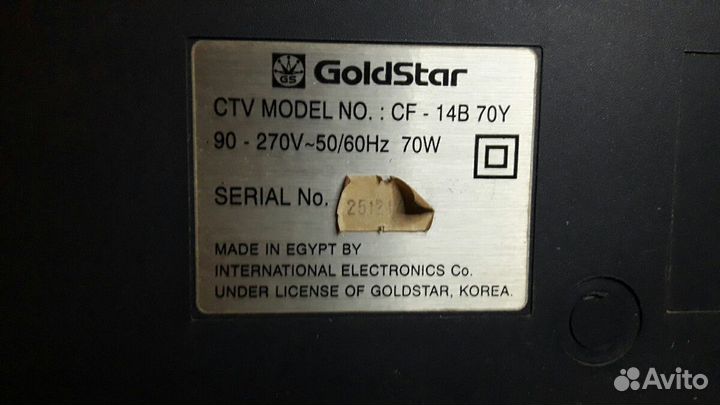 GS GoldStar
CTV MODEL NO. : CF - 14B 70Y
90 - 270V~50/60Hz 70W
SERIAL No.
MADE IN EGYPT BY
INTERNATIONAL ELECTRONICS Co.
UNDER LICENSE OF GOLDSTAR, KOREA.
Avito